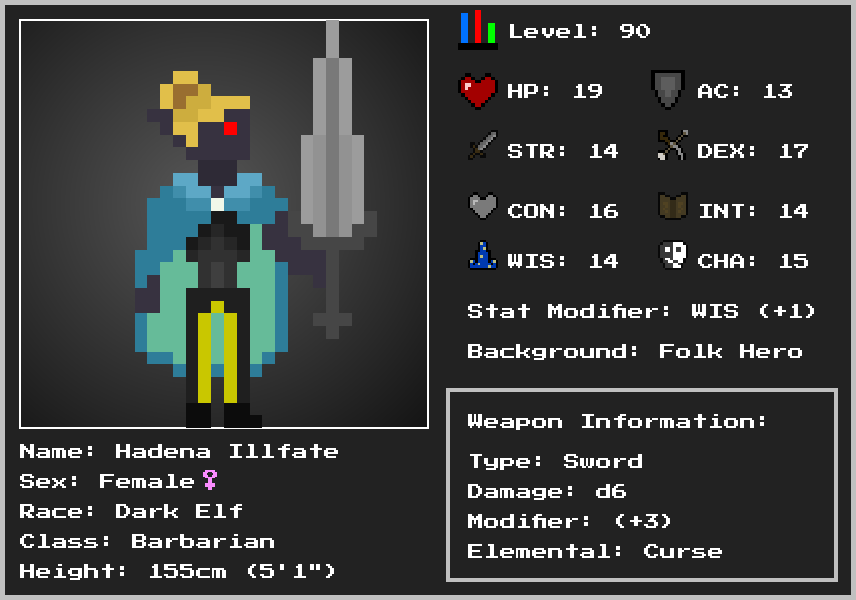 Level: 90
HP: 19
AC: 13
STR: 14
DEX: 17
CON: 16
INT: 14
WIS: 14
CHA: 15
Stat Modifier: WIS (+1)
Background: Folk Hero
Name: Hadena Illfate
Sex: Female♀
Race: Dark Elf
Class: Barbarian
Height: 155cm (5'1")
Weapon Information:
Type: Sword
Damage: d6
Modifier: (+3)
Elemental: Curse